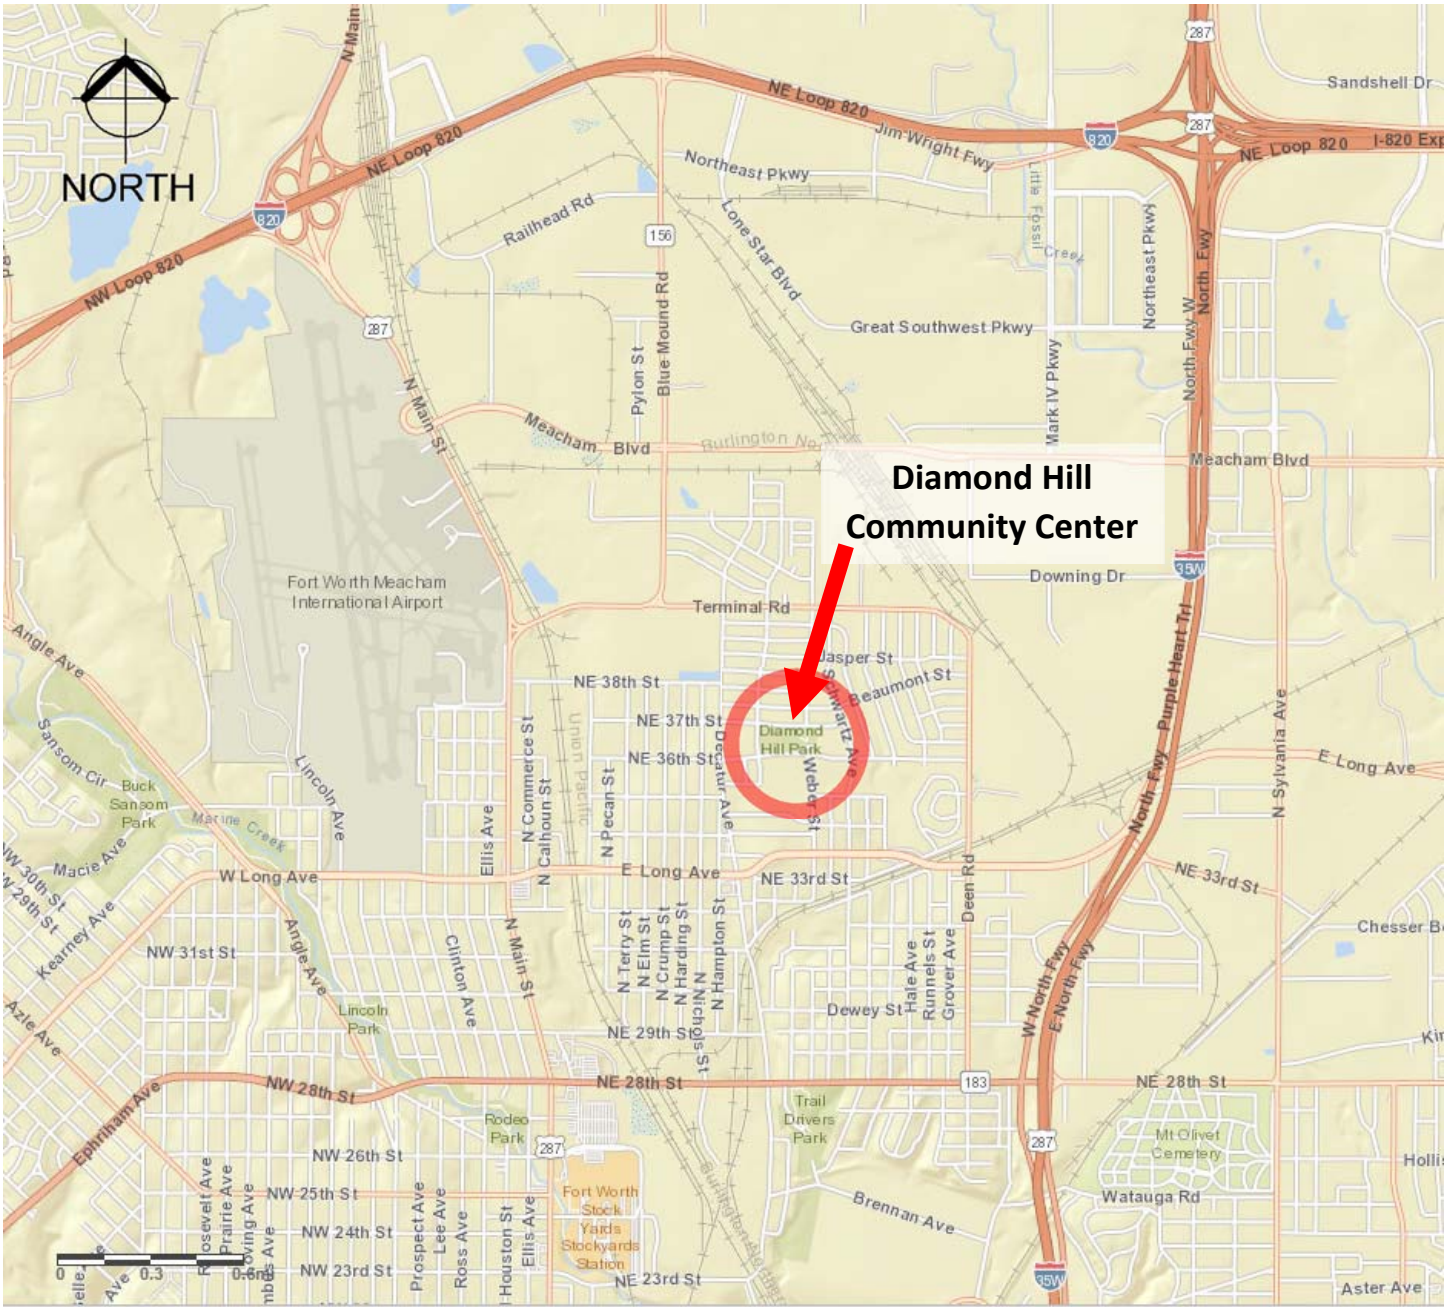 287
N Main
Sandshell Dr
NE Loop 820
Jim Wright Fwy
820
287
NE Loop 820
I-820 Exp
NE Loop 820
NORTH
Northeast Pkwy
Little Fossil
Creek
820
Railhead Rd
156
Lone Star Blvd
Northeast Pkwy
North Fwy
NW Loop 820
287
Blue Mound Rd
Great Southwest Pkwy
North Fwy W
Pylon St
Mark IV Pkwy
N Main St
Meacham Blvd
Burlington No
Meacham Blvd
Diamond Hill
Community Center
Fort Worth Meacham
International Airport
Downing Dr
35W
Terminal Rd
Angle Ave
Purple Heart Trl
Jasper St
NE 38th St
Beaumont St
Schwartz Ave
NE 37th St
Diamond
Hill Park
NE 36th St
Decatur Ave
Weber St
Sansom Cir
Lincoln Ave
Union Pacific
N Commerce St
N Calhoun St
N Pecan St
Ellis Ave
Buck
Sansom
Park
Marine Creek
North Fwy
N Sylvania Ave
E Long Ave
NW 30th St
W 29th St
Macie Ave
Kearney Ave
W Long Ave
E Long Ave
NE 33rd St
Deen Rd
NE 33rd St
Chesser B
NW 31st St
Angle Ave
Clinton Ave
N Main St
N Terry St
N Elm St
N Crump St
N Harding St
N Nichols St
N Hampton St
Hale Ave
Runnels St
Grover Ave
Dewey St
W North Fwy
E North Fwy
Azle Ave
Lincoln
Park
NE 29th St
Kin
Ephriham Ave
NW 28th St
NE 28th St
183
NE 28th St
Rodeo
Park
287
Trail
Drivers
Park
287
Mt Olivet
Cemetery
NW 26th St
Hollis
NW 25th St
Fort Worth
Stock
Yards
Stockyards
Station
Burlington
Brennan Ave
Watauga Rd
Roosevelt Ave
Prairie Ave
Loving Ave
NW 24th St
Prospect Ave
Lee Ave
Ross Ave
Houston St
Ellis Ave
0 0.3 0.6mi
NW 23rd St
NE 23rd St
35W
Aster Ave